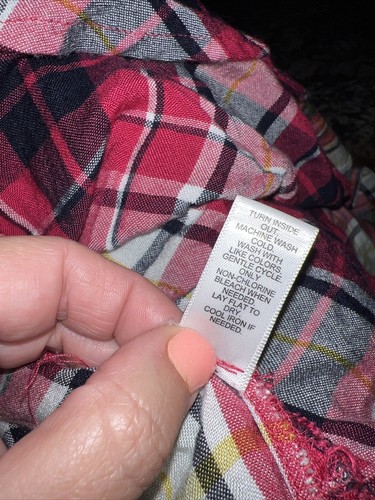 TURN INSIDE
OUT.
MACHINE WASH
COLD.
WASH WITH
LIKE COLORS.
GENTLE CYCLE
ONLY
NON-CHLORINE
BLEACH WHEN
NEEDED.
LAY FLAT TO
DRY.
COOL IRON IF
NEEDED.